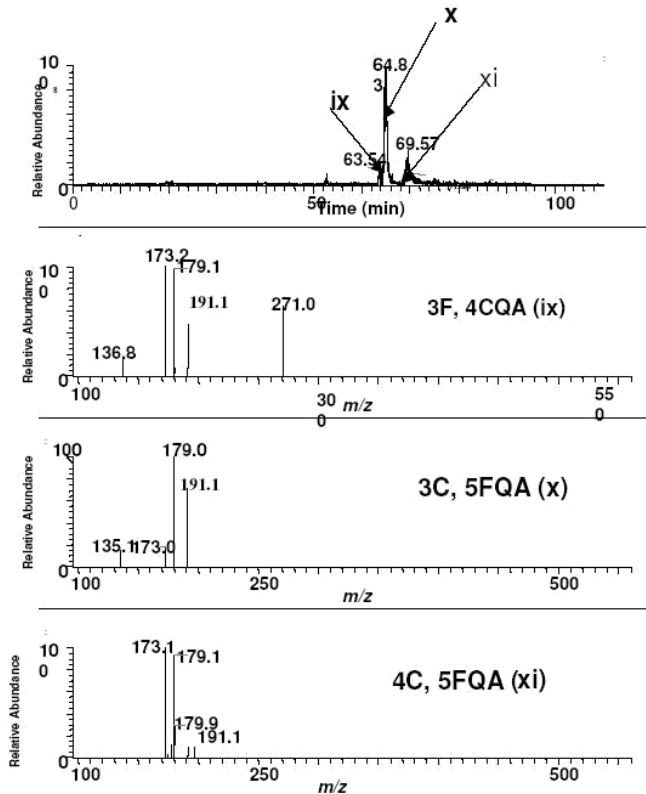 x
64.8
3
10
0
ix
xi
63.54
69.57
Relative Abundance
0
0 50 100
Time (min)
173.2
179.1
10
0
191.1
271.0
3F, 4CQA (ix)
136.8
Relative Abundance
0
100 30
0 55
0
m/z
100
179.0
191.1
3C, 5FQA (x)
135.1
173.0
Relative Abundance
0
100 250 500
m/z
173.1
10
0
179.1
4C, 5FQA (xi)
179.9
191.1
Relative Abundance
0
100 250 500
m/z